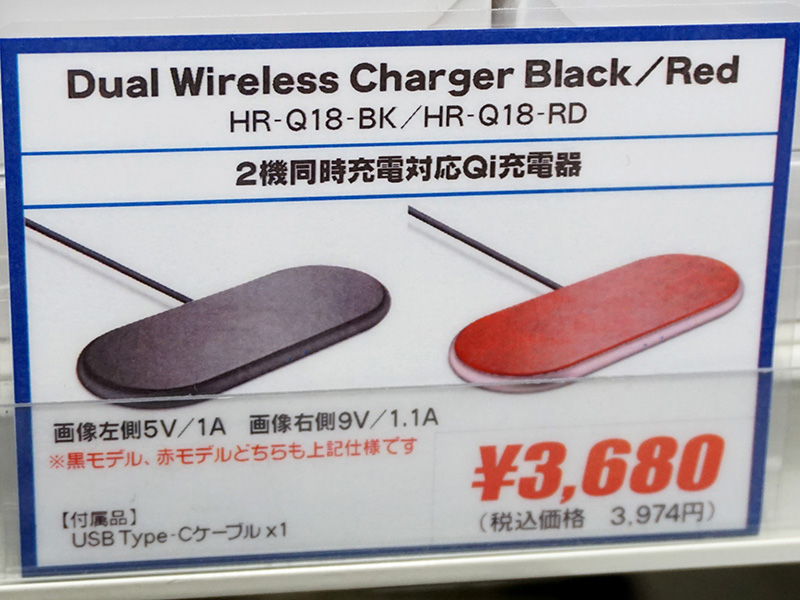 Dual Wireless Charger Black／Red
HR-Q18-BK／HR-Q18-RD
2機同時充電対応Qi充電器
画像左側5V／1A　画像右側9V／1.1A
※黒モデル、赤モデルどちらも上記仕様です
¥3,680
(税込価格　3,974円)
【付属品】
USB Type-Cケーブル x1